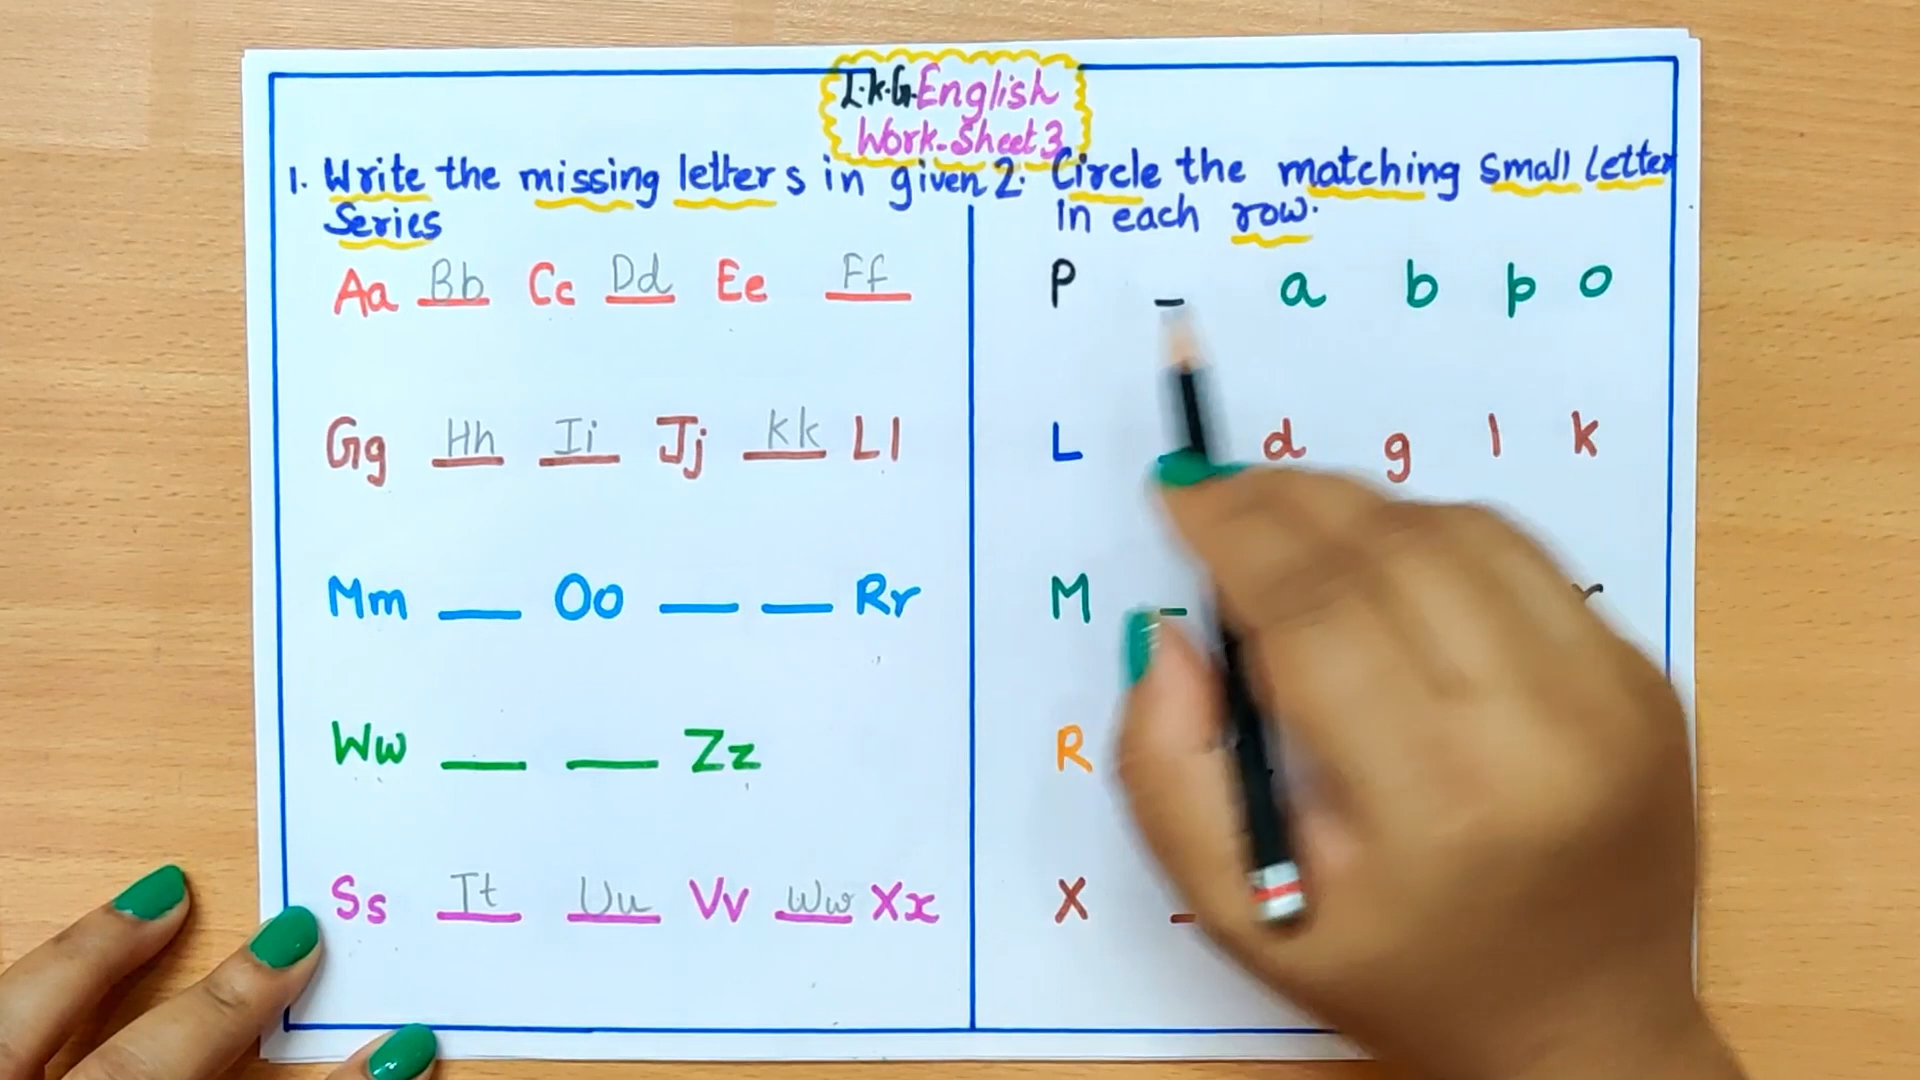 L.K.G. English
Work-Sheet 3
1. Write the missing letters in given
Series
Aa Bb Cc Dd Ee Ff
Gg Hh Ii Jj Kk Ll
Mm __ Oo __ __ Rr
Ww __ __ Zz
Ss Tt Uu Vv Ww Xx
2. Circle the matching small letter
In each row.
P - a b p o
L d g l k
M -
R
X -